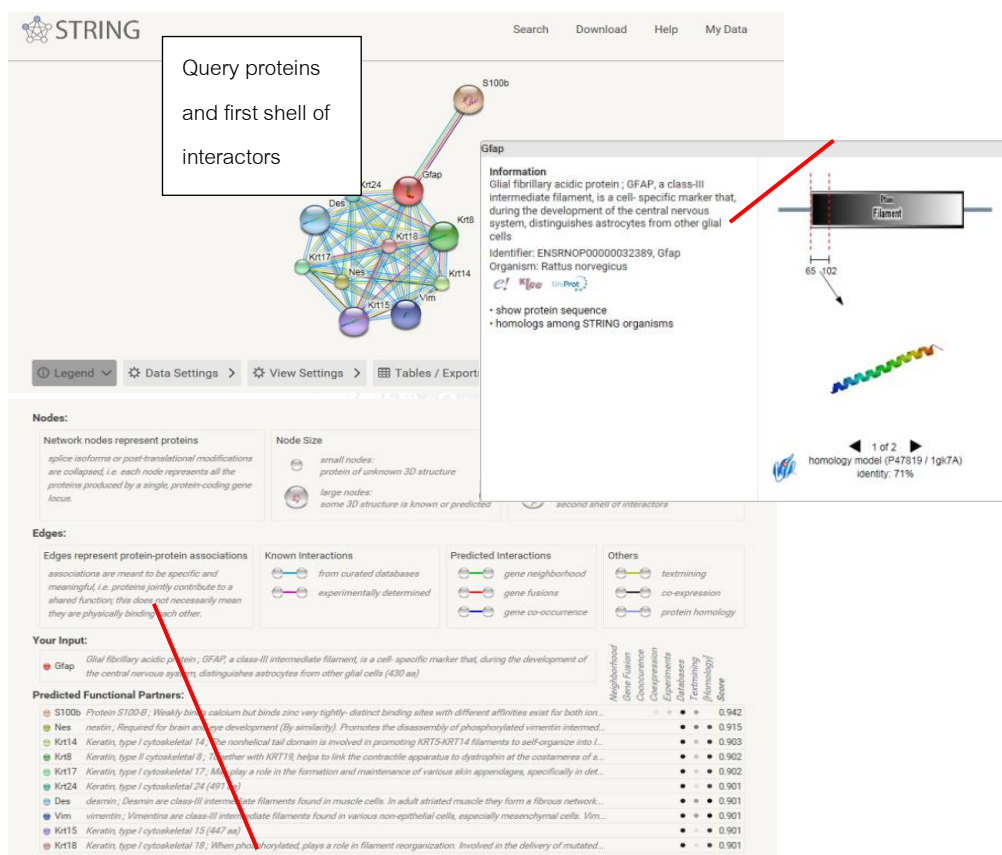 STRING
Search Download Help My Data
Query proteins
and first shell of
interactors
S100b
Gfap
Krt24
Des
Krt8
Krt18
Krt17
Nes
Krt14
Krt15
Vim
Gfap
Information
Glial fibrillary acidic protein ; GFAP, a class-III
intermediate filament, is a cell- specific marker that,
during the development of the central nervous
system, distinguishes astrocytes from other glial
cells
Identifier: ENSRNOP00000032389, Gfap
Organism: Rattus norvegicus
e! KEGG UniProt
• show protein sequence
• homologs among STRING organisms
Filament
65 102
1 of 2
homology model (P47819 / 1gk7A)
identity: 71%
Legend Data Settings View Settings Tables / Exports
Nodes:
Network nodes represent proteins
splice isoforms or post-translational modifications
are collapsed, i.e. each node represents all the
proteins produced by a single, protein-coding gene
locus.
Node Size
small nodes:
protein of unknown 3D structure
large nodes:
some 3D structure is known or predicted
second shell of interactors
Edges:
Edges represent protein-protein associations
associations are meant to be specific and
meaningful, i.e. proteins jointly contribute to a
shared function; this does not necessarily mean
they are physically binding each other.
Known Interactions
from curated databases
experimentally determined
Predicted Interactions
gene neighborhood
gene fusions
gene co-occurrence
Others
textmining
co-expression
protein homology
Your Input:
Gfap Glial fibrillary acidic protein ; GFAP, a class-III intermediate filament, is a cell- specific marker that, during the development of
the central nervous system, distinguishes astrocytes from other glial cells (430 aa)
Neighborhood
Gene Fusion
Cooccurence
Coexpression
Experiments
Databases
Textmining
[Homology]
Score
Predicted Functional Partners:
S100b Protein S100-B ; Weakly binds calcium but binds zinc very tightly- distinct binding sites with different affinities exist for both ion... 0.942
Nes nestin ; Required for brain and eye development (By similarity). Promotes the disassembly of phosphorylated vimentin intermed... 0.915
Krt14 Keratin, type I cytoskeletal 14 ; The nonhelical tail domain is involved in promoting KRT5-KRT14 filaments to self-organize into l... 0.903
Krt8 Keratin, type II cytoskeletal 8 ; Together with KRT19, helps to link the contractile apparatus to dystrophin at the costameres of a... 0.902
Krt17 Keratin, type I cytoskeletal 17 ; May play a role in the formation and maintenance of various skin appendages, specifically in det... 0.902
Krt24 Keratin, type I cytoskeletal 24 (491 aa) 0.901
Des desmin ; Desmin are class-III intermediate filaments found in muscle cells. In adult striated muscle they form a fibrous network... 0.901
Vim vimentin ; Vimentins are class-III intermediate filaments found in various non-epithelial cells, especially mesenchymal cells. Vim... 0.901
Krt15 Keratin, type I cytoskeletal 15 (447 aa) 0.901
Krt18 Keratin, type I cytoskeletal 18 ; When phosphorylated, plays a role in filament reorganization. Involved in the delivery of mutated... 0.901